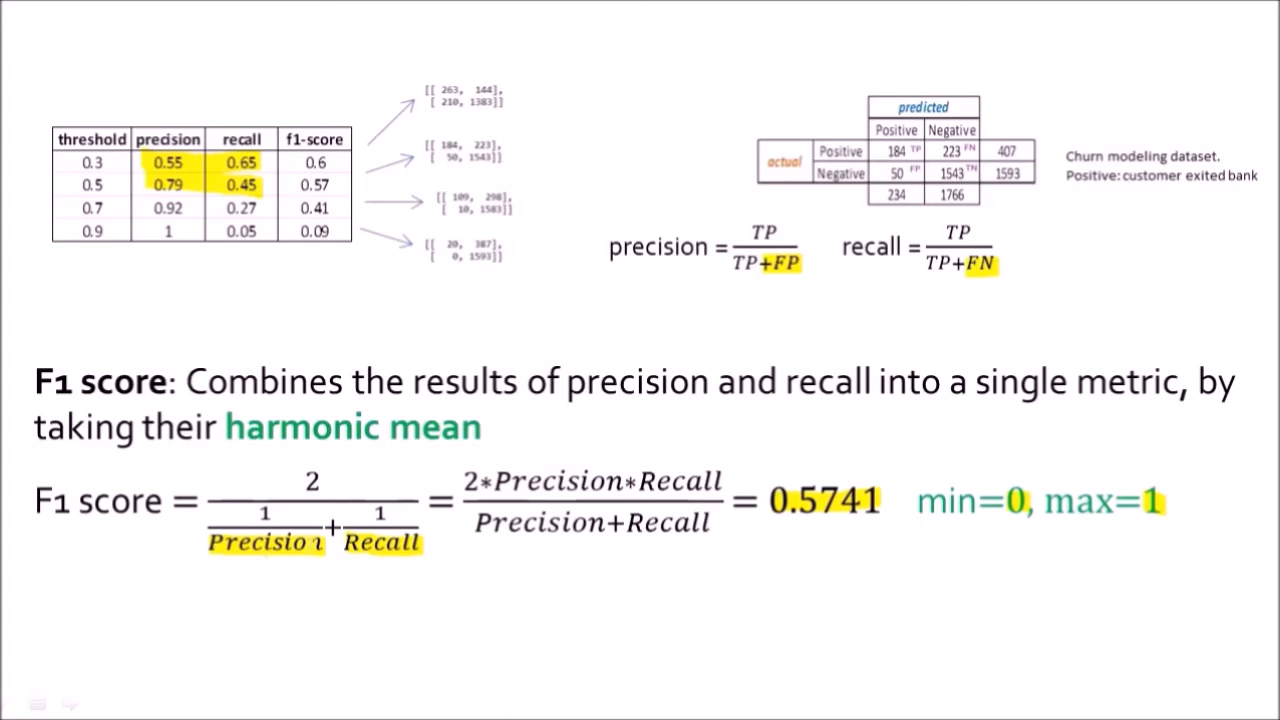 threshold precision recall f1-score
0.3 0.55 0.65 0.6
0.5 0.79 0.45 0.57
0.7 0.92 0.27 0.41
0.9 1 0.05 0.09
[[ 263, 144],
[ 210, 1383]]
[[ 184, 223],
[ 50, 1543]]
[[ 109, 298],
[ 10, 1583]]
[[ 20, 387],
[ 0, 1593]]
predicted
Positive Negative
actual Positive 184 TP 223 FN 407
Negative 50 FP 1543 TN 1593
234 1766
Churn modeling dataset.
Positive: customer exited bank
precision = TP / TP+FP
recall = TP / TP+FN
F1 score: Combines the results of precision and recall into a single metric, by
taking their harmonic mean
F1 score = 2 / 1/Precision + 1/Recall = 2*Precision*Recall / Precision+Recall = 0.5741 min=0, max=1